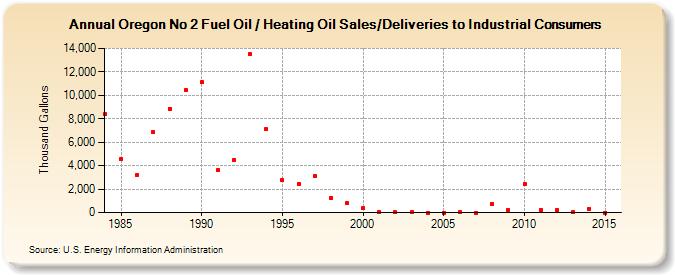 Annual Oregon No 2 Fuel Oil / Heating Oil Sales/Deliveries to Industrial Consumers
Thousand Gallons
14,000
12,000
10,000
8,000
6,000
4,000
2,000
0
1985 1990 1995 2000 2005 2010 2015
Source: U.S. Energy Information Administration